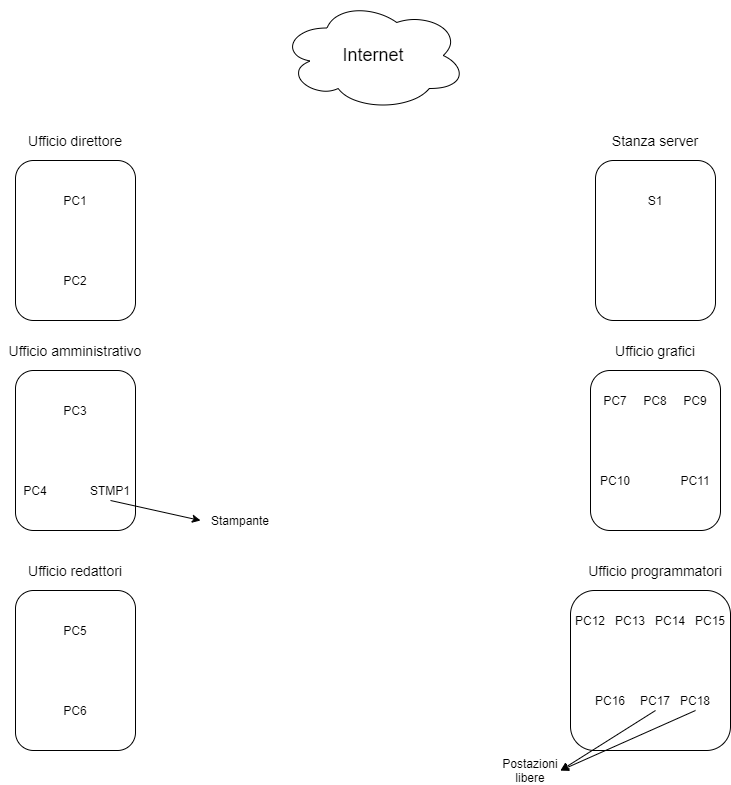 Internet
Ufficio direttore
PC1
PC2
Stanza server
S1
Ufficio amministrativo
PC3
PC4 STMP1
Stampante
Ufficio grafici
PC7 PC8 PC9
PC10 PC11
Ufficio redattori
PC5
PC6
Ufficio programmatori
PC12 PC13 PC14 PC15
PC16 PC17 PC18
Postazioni
libere